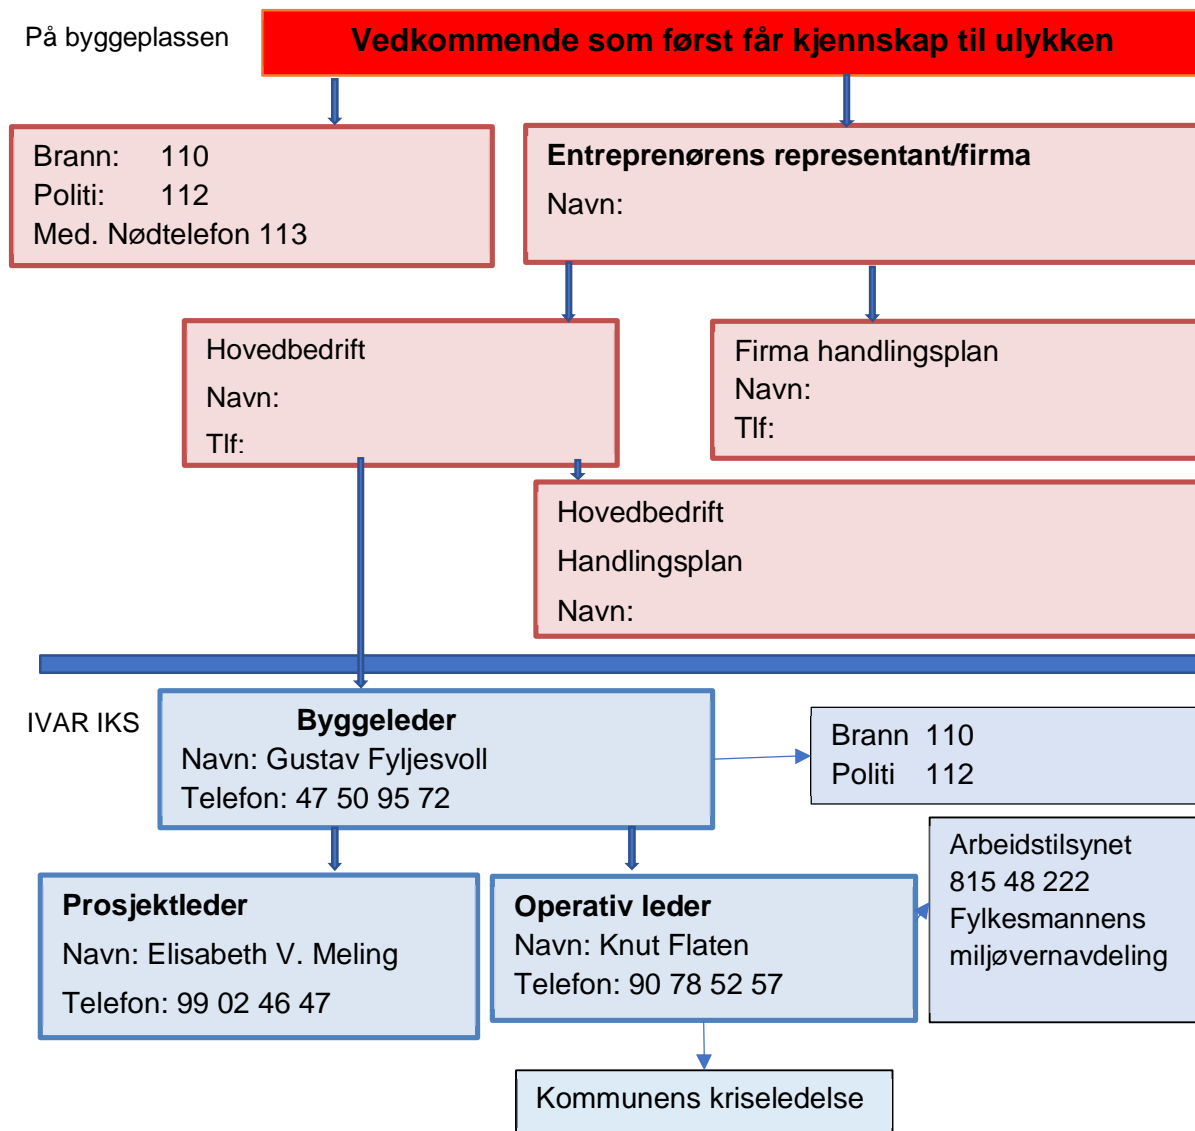 På byggeplassen
Vedkommende som først får kjennskap til ulykken
Brann: 110
Politi: 112
Med. Nødtelefon 113
Entreprenørens representant/firma
Navn:
Hovedbedrift
Navn:
Tlf:
Firma handlingsplan
Navn:
Tlf:
Hovedbedrift
Handlingsplan
Navn:
IVAR IKS
Byggeleder
Navn: Gustav Fyljesvoll
Telefon: 47 50 95 72
Brann 110
Politi 112
Prosjektleder
Navn: Elisabeth V. Meling
Telefon: 99 02 46 47
Operativ leder
Navn: Knut Flaten
Telefon: 90 78 52 57
Arbeidstilsynet
815 48 222
Fylkesmannens
miljøvernavdeling
Kommunens kriseledelse